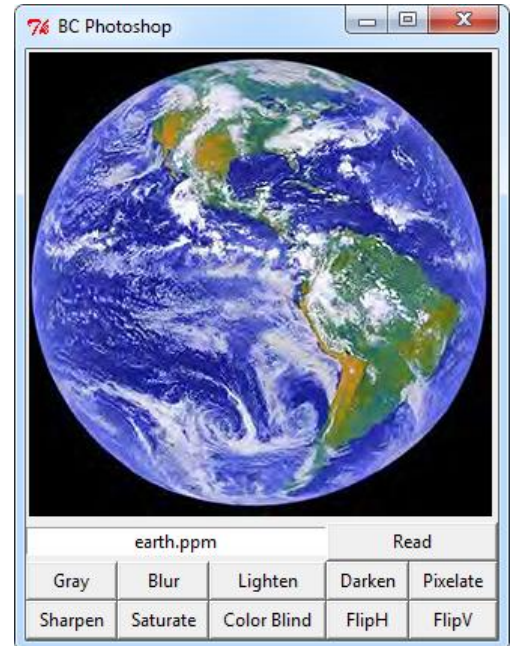 BC Photoshop
earth.ppm Read
Gray Blur Lighten Darken Pixelate
Sharpen Saturate Color Blind FlipH FlipV